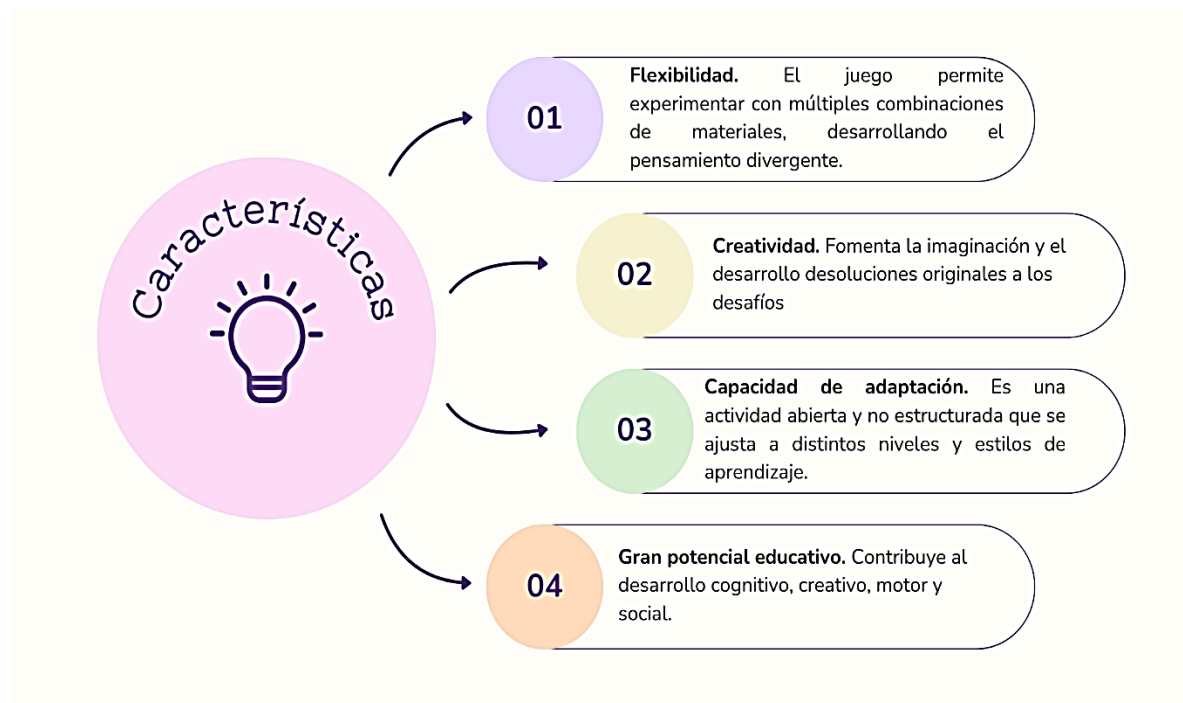 Características
01
Flexibilidad. El juego permite
experimentar con múltiples combinaciones
de materiales, desarrollando el
pensamiento divergente.
02
Creatividad. Fomenta la imaginación y el
desarrollo desoluciones originales a los
desafíos
03
Capacidad de adaptación. Es una
actividad abierta y no estructurada que se
ajusta a distintos niveles y estilos de
aprendizaje.
04
Gran potencial educativo. Contribuye al
desarrollo cognitivo, creativo, motor y
social.